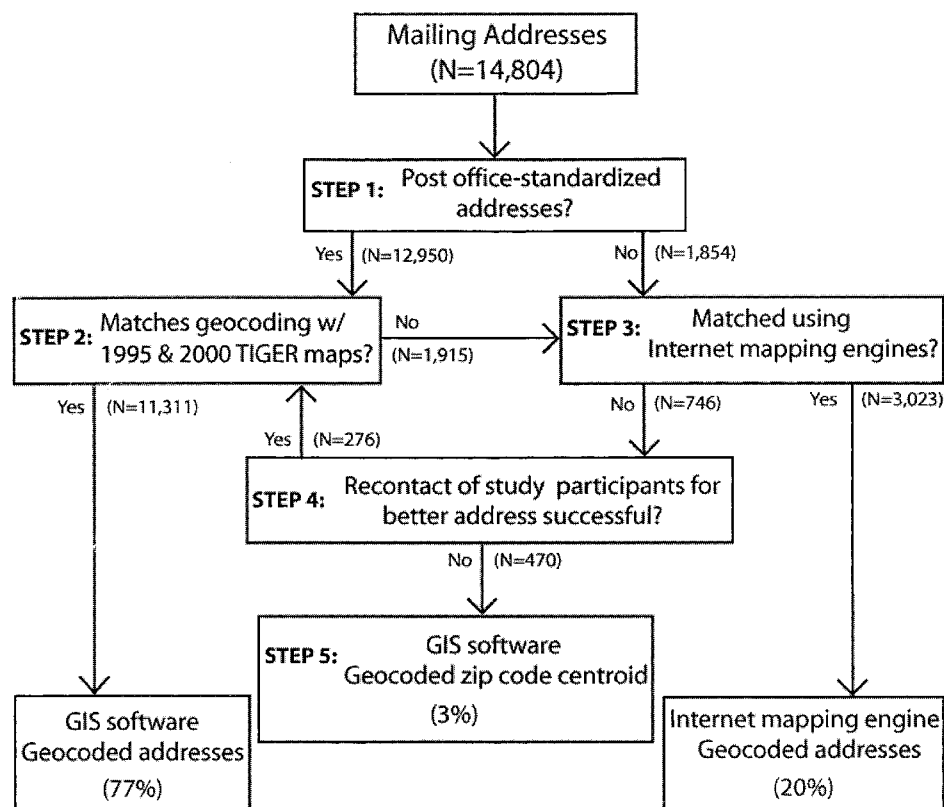 Mailing Addresses
(N=14,804)
STEP 1: Post office-standardized
addresses?
Yes (N=12,950)
No (N=1,854)
STEP 2: Matches geocoding w/
1995 & 2000 TIGER maps?
No
(N=1,915)
STEP 3: Matched using
Internet mapping engines?
Yes (N=11,311)
Yes (N=276)
No (N=746)
Yes (N=3,023)
STEP 4: Recontact of study participants for
better address successful?
No (N=470)
STEP 5: GIS software
Geocoded zip code centroid
(3%)
GIS software
Geocoded addresses
(77%)
Internet mapping engine
Geocoded addresses
(20%)